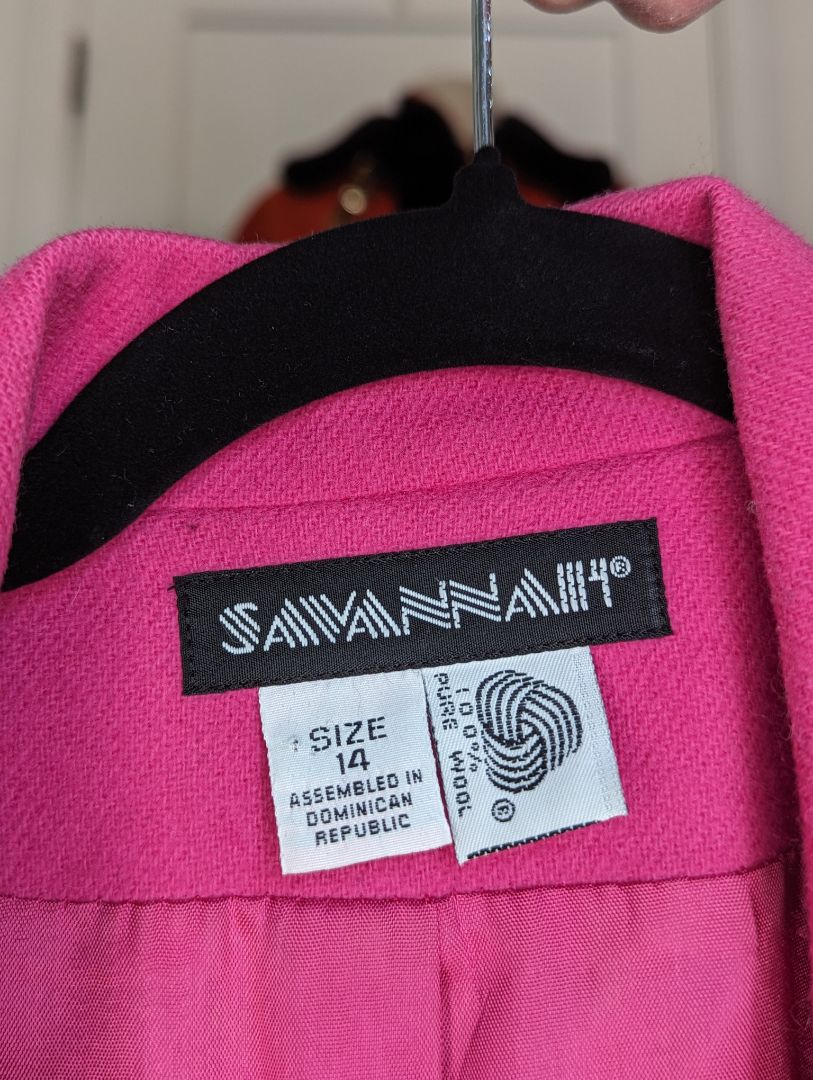 SAVANNAH®
SIZE
14
ASSEMBLED IN
DOMINICAN
REPUBLIC
100%
PURE WOOL
®